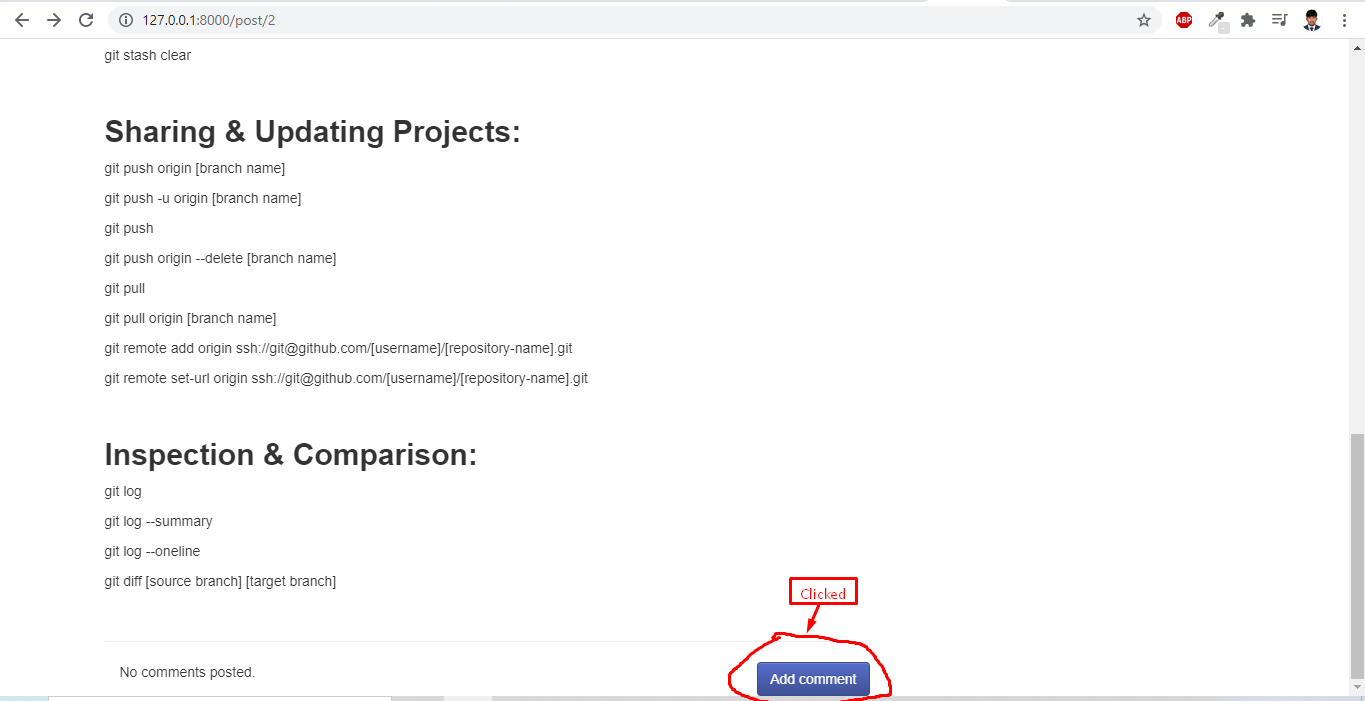 127.0.0.1:8000/post/2
ABP
git stash clear
Sharing & Updating Projects:
git push origin [branch name]
git push -u origin [branch name]
git push
git push origin --delete [branch name]
git pull
git pull origin [branch name]
git remote add origin ssh://git@github.com/[username]/[repository-name].git
git remote set-url origin ssh://git@github.com/[username]/[repository-name].git
Inspection & Comparison:
git log
git log --summary
git log --oneline
git diff [source branch] [target branch]
Clicked
No comments posted.
Add comment